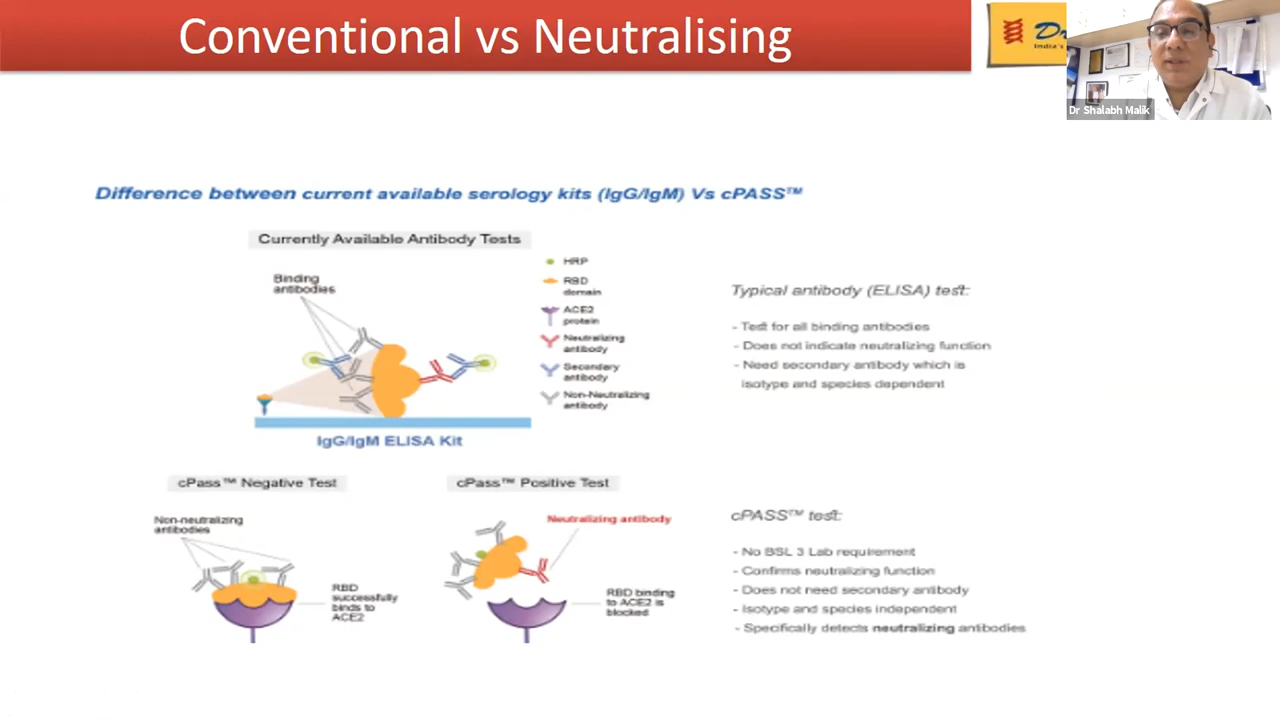 Conventional vs Neutralising
Dr
India's
Dr Shalabh Malik
Difference between current available serology kits (IgG/IgM) Vs cPASS™
Currently Available Antibody Tests
Binding
antibodies
HRP
RBD
domain
ACE2
protein
Neutralizing
antibody
Secondary
antibody
Non-Neutralizing
antibody
IgG/IgM ELISA Kit
Typical antibody (ELISA) test:
- Test for all binding antibodies
- Does not indicate neutralizing function
- Need secondary antibody which is
isotype and species dependent
cPass™ Negative Test
Non-neutralizing
antibodies
RBD
successfully
binds to
ACE2
cPass™ Positive Test
Neutralizing antibody
RBD binding
to ACE2 is
blocked
cPASS™ test:
- No BSL 3 Lab requirement
- Confirms neutralizing function
- Does not need secondary antibody
- Isotype and species independent
- Specifically detects neutralizing antibodies